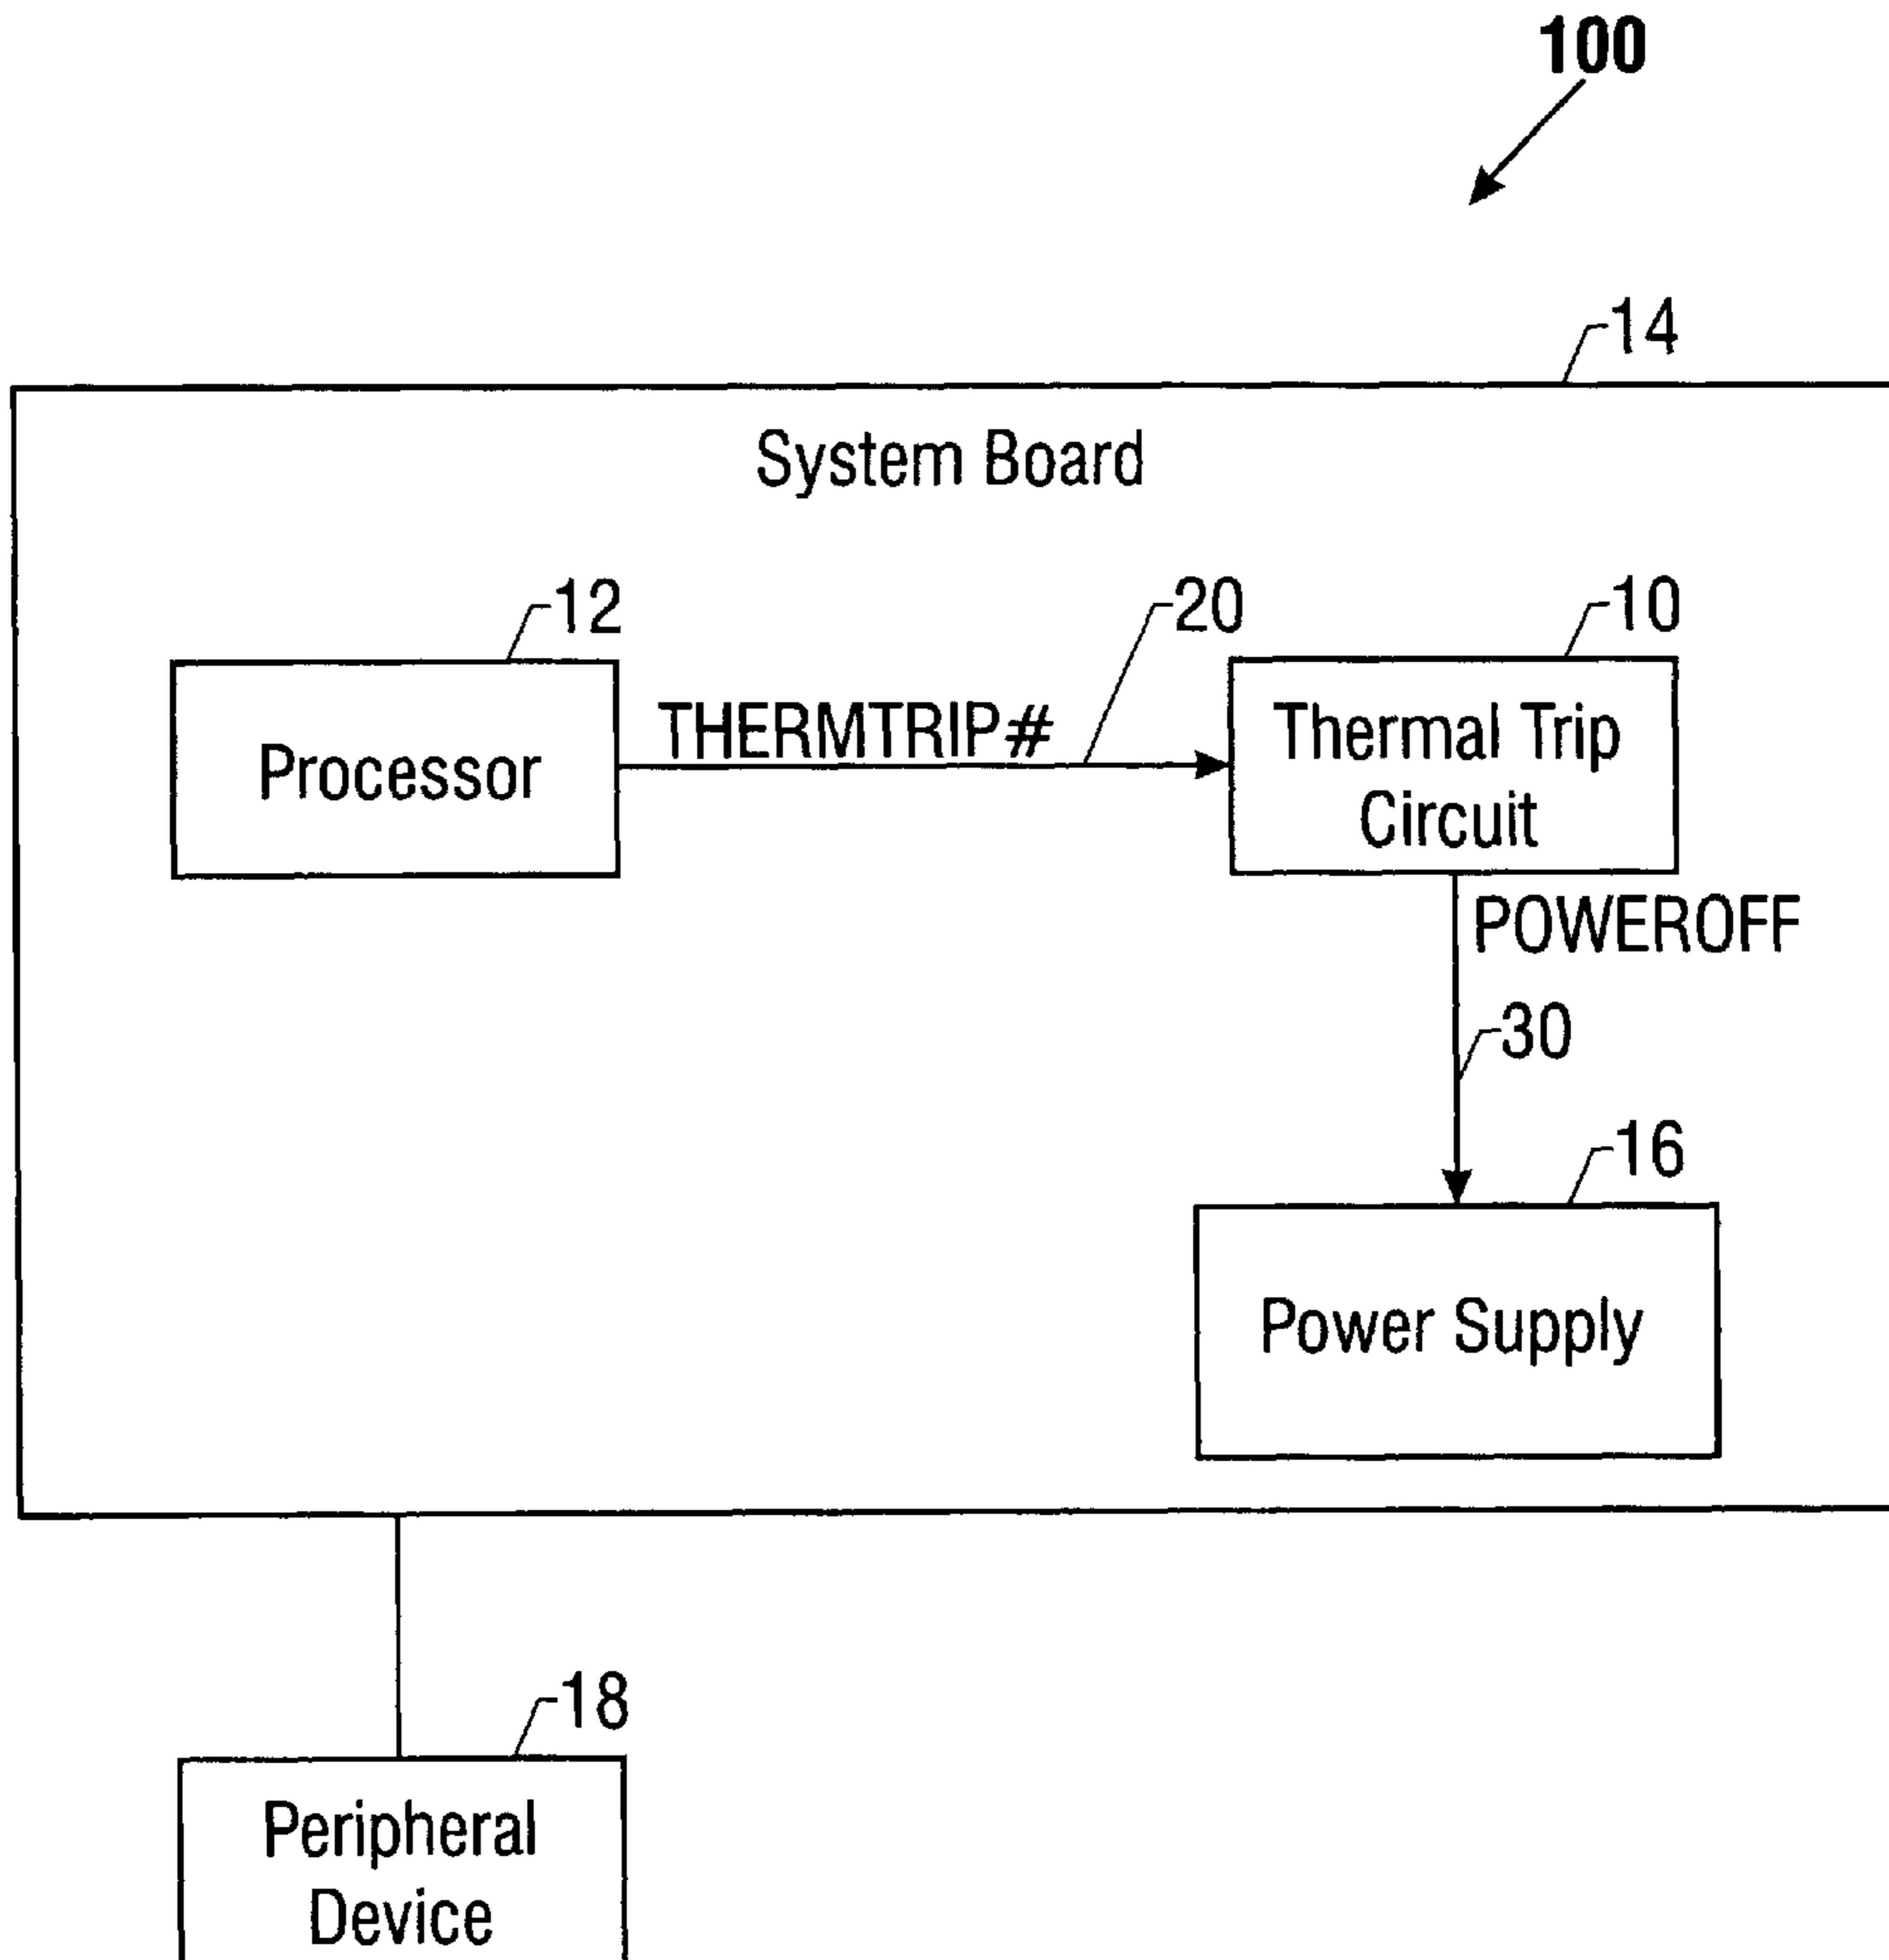 100
14
System Board
12
20
10
Processor
THERMTRIP#
Thermal Trip
Circuit
POWEROFF
30
16
Power Supply
18
Peripheral
Device